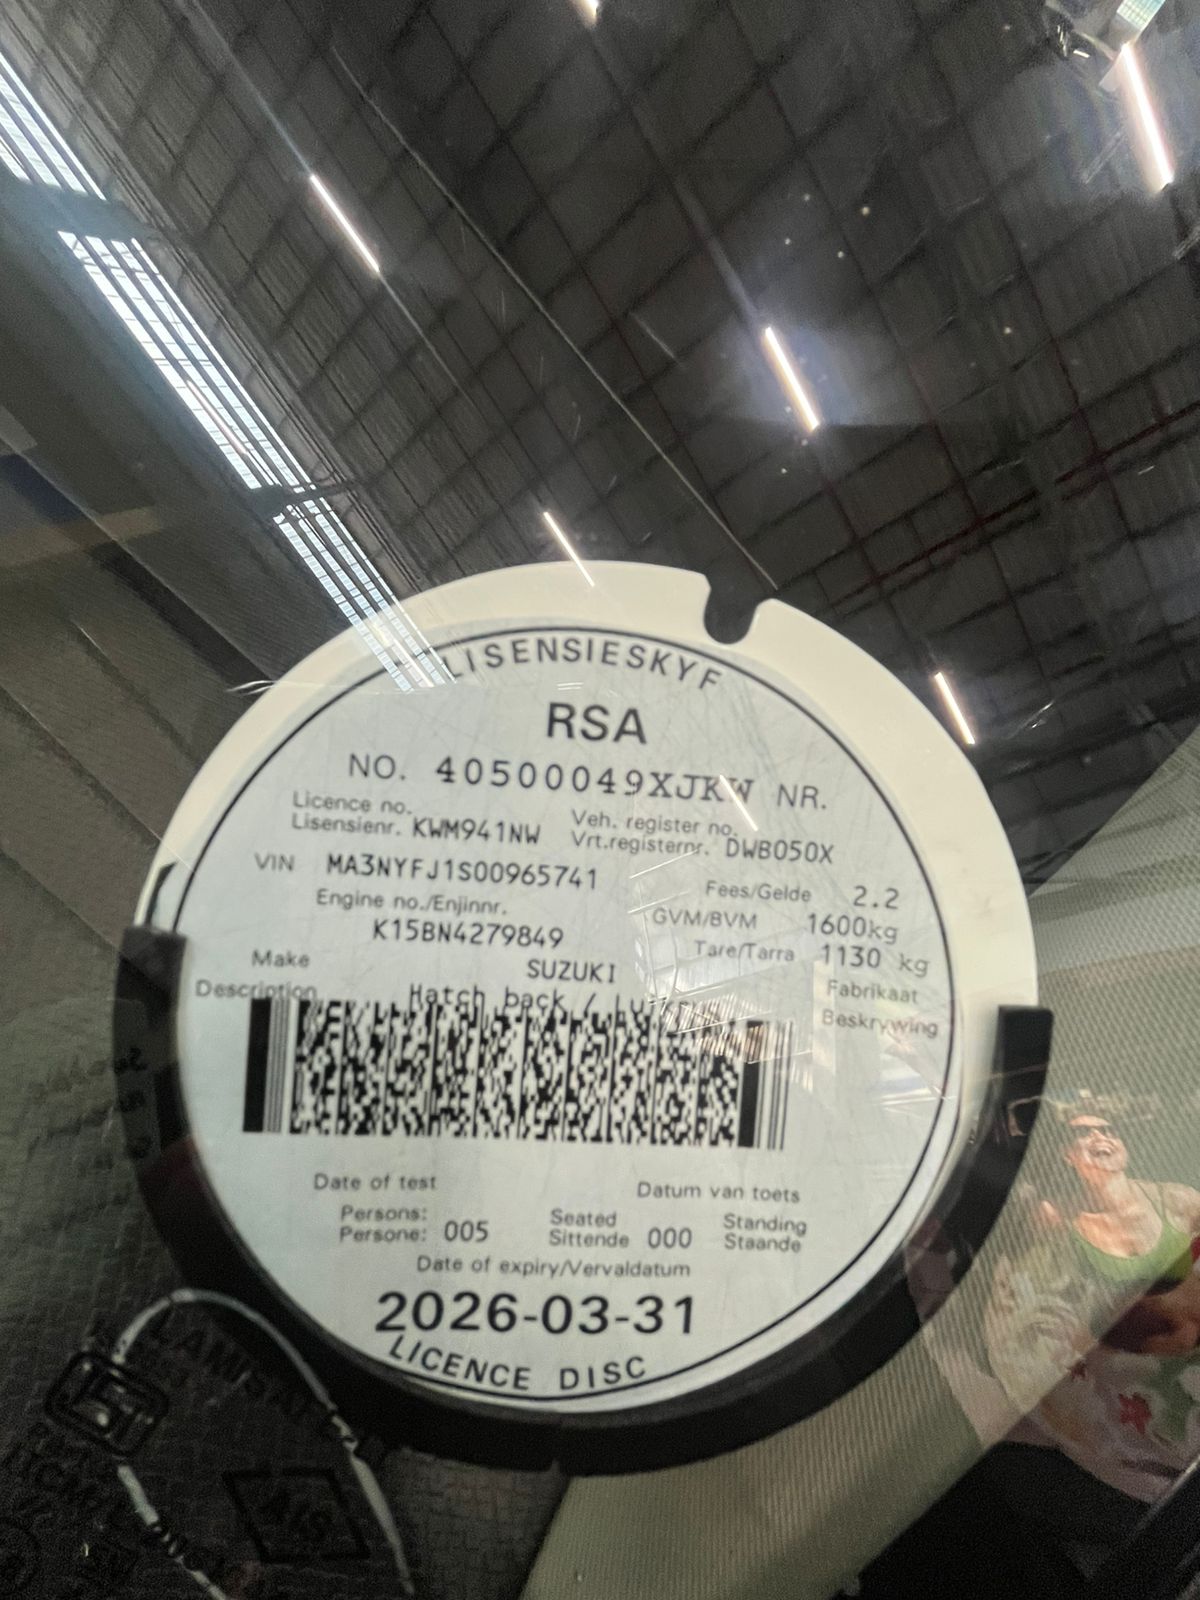 LISENSIESKYF
RSA
NO. 40500049XJKW NR.
Licence no.
Lisensienr. KWM941NW
Veh. register no.
Vrt.registernr. DWB050X
VIN MA3NYFJ1S00965741
Fees/Gelde 2.2
Engine no./Enjinnr.
K15BN4279849
GVM/BVM 1600kg
Tare/Tarra 1130 kg
Make SUZUKI Fabrikaat
Description Hatch back / Beskrywing
Date of test Datum van toets
Persons:
Persone: 005
Seated
Sittende 000
Standing
Staande
Date of expiry/Vervaldatum
2026-03-31
LICENCE DISC